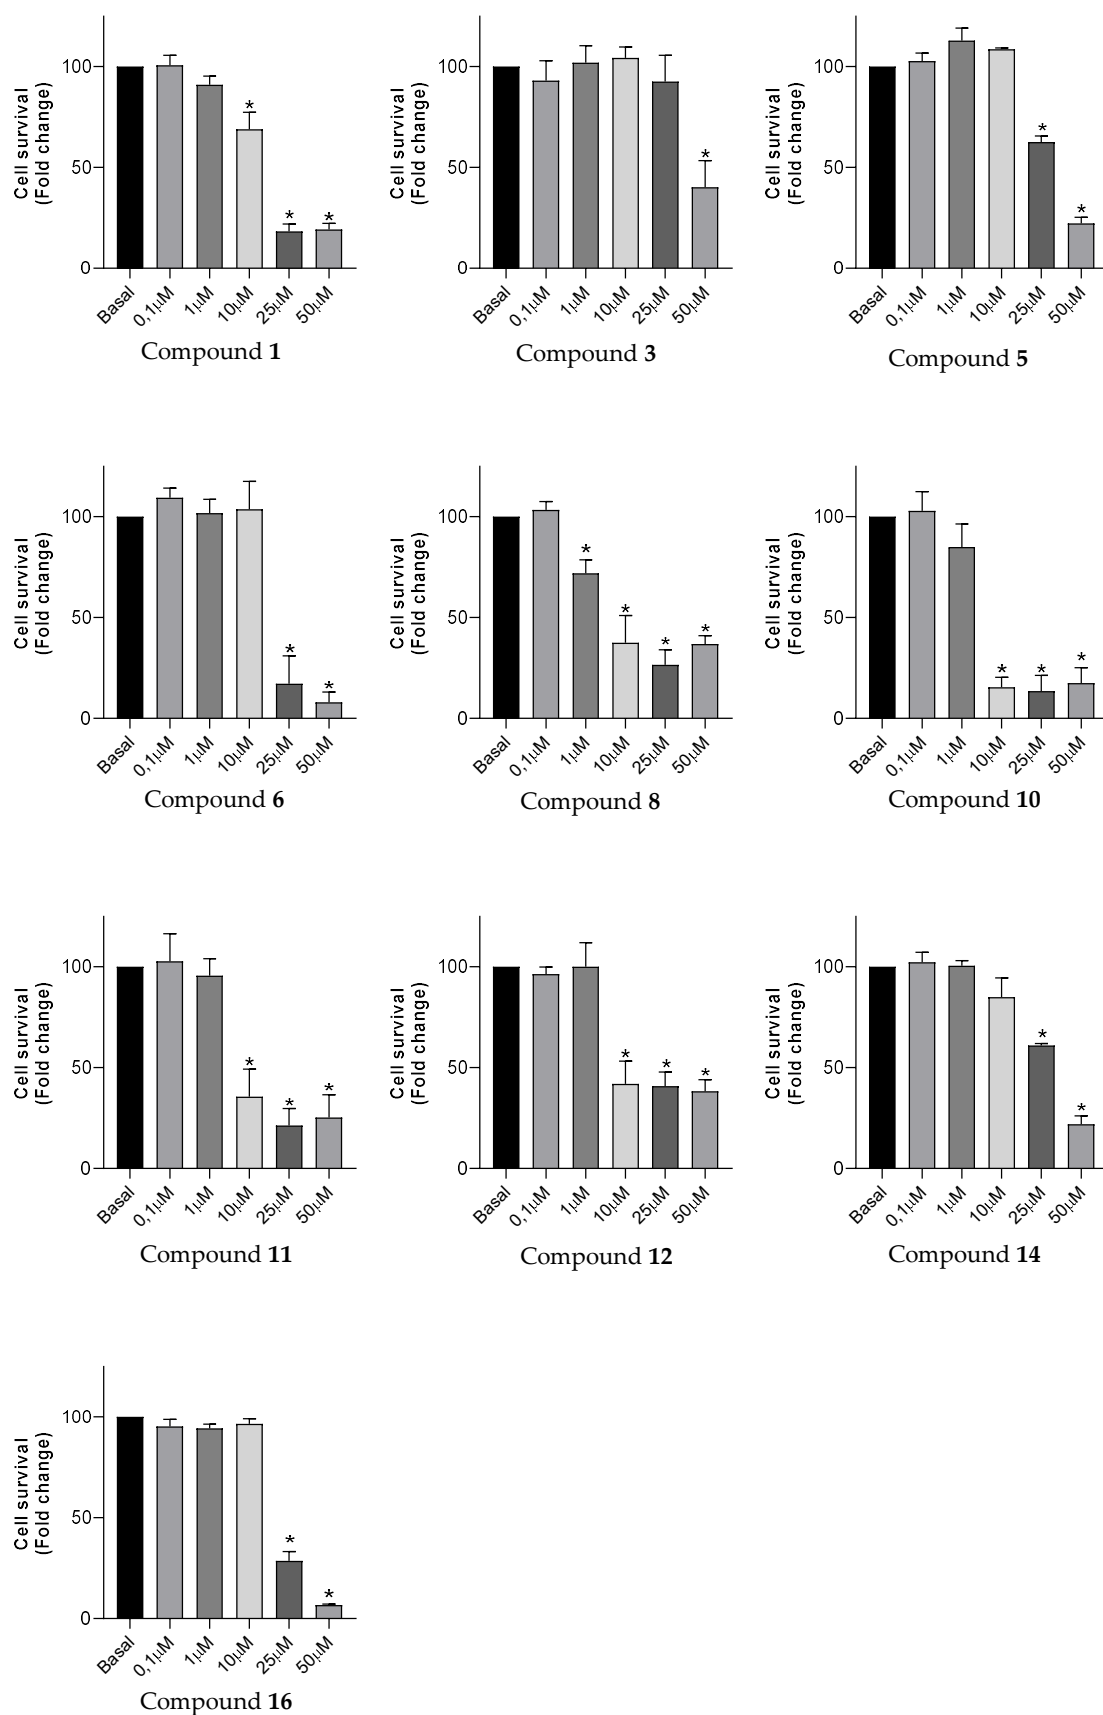 Cell survival
(Fold change)
100
50
0
*
*
*
Basal
0,1μM
1μM
10μM
25μM
50μM
Compound 1
Cell survival
(Fold change)
100
50
0
*
Basal
0,1μM
1μM
10μM
25μM
50μM
Compound 3
Cell survival
(Fold change)
100
50
0
*
*
Basal
0,1μM
1μM
10μM
25μM
50μM
Compound 5
Cell survival
(Fold change)
100
50
0
*
*
Basal
0,1μM
1μM
10μM
25μM
50μM
Compound 6
Cell survival
(Fold change)
100
50
0
*
*
*
*
Basal
0,1μM
1μM
10μM
25μM
50μM
Compound 8
Cell survival
(Fold change)
100
50
0
*
*
*
Basal
0,1μM
1μM
10μM
25μM
50μM
Compound 10
Cell survival
(Fold change)
100
50
0
*
*
*
Basal
0,1μM
1μM
10μM
25μM
50μM
Compound 11
Cell survival
(Fold change)
100
50
0
*
*
*
Basal
0,1μM
1μM
10μM
25μM
50μM
Compound 12
Cell survival
(Fold change)
100
50
0
*
*
Basal
0,1μM
1μM
10μM
25μM
50μM
Compound 14
Cell survival
(Fold change)
100
50
0
*
*
Basal
0,1μM
1μM
10μM
25μM
50μM
Compound 16